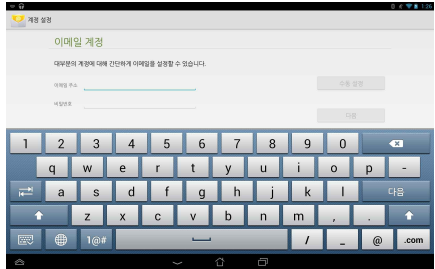 1:26
계정 설정
이메일 계정
대부분의 계정에 대해 간단하게 이메일을 설정할 수 있습니다.
이메일 주소
수동 설정
비밀번호
다음
1 2 3 4 5 6 7 8 9 0
q w e r t y u i o p -
a s d f g h j k l 다음
z x c v b n m , .
1@# / _ @ .com